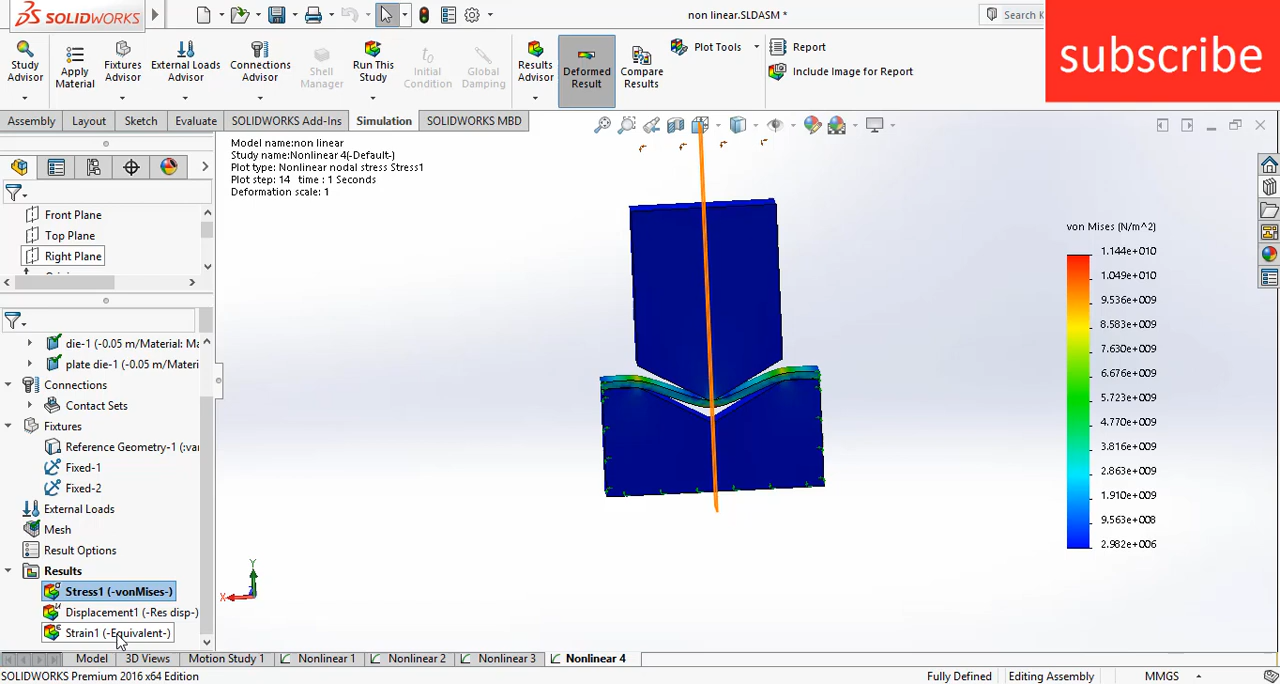 SOLIDWORKS
non linear.SLDASM *
Search K
subscribe
Study Advisor
Apply Material
Fixtures Advisor
External Loads Advisor
Connections Advisor
Shell Manager
Run This Study
Initial Condition
Global Damping
Results Advisor
Deformed Result
Compare Results
Plot Tools
Report
Include Image for Report
Assembly
Layout
Sketch
Evaluate
SOLIDWORKS Add-Ins
Simulation
SOLIDWORKS MBD
Model name:non linear
Study name:Nonlinear 4(-Default-)
Plot type: Nonlinear nodal stress Stress1
Plot step: 14   time : 1 Seconds
Deformation scale: 1
Front Plane
Top Plane
Right Plane
die-1 (-0.05 m/Material: Ma
plate die-1 (-0.05 m/Materi
Connections
Contact Sets
Fixtures
Reference Geometry-1 (:var
Fixed-1
Fixed-2
External Loads
Mesh
Result Options
Results
Stress1 (-vonMises-)
Displacement1 (-Res disp-)
Strain1 (-Equivalent-)
von Mises (N/m^2)
1.144e+010
1.049e+010
9.536e+009
8.583e+009
7.630e+009
6.676e+009
5.723e+009
4.770e+009
3.816e+009
2.863e+009
1.910e+009
9.563e+008
2.982e+006
Y
X
Model
3D Views
Motion Study 1
Nonlinear 1
Nonlinear 2
Nonlinear 3
Nonlinear 4
SOLIDWORKS Premium 2016 x64 Edition
Fully Defined
Editing Assembly
MMGS